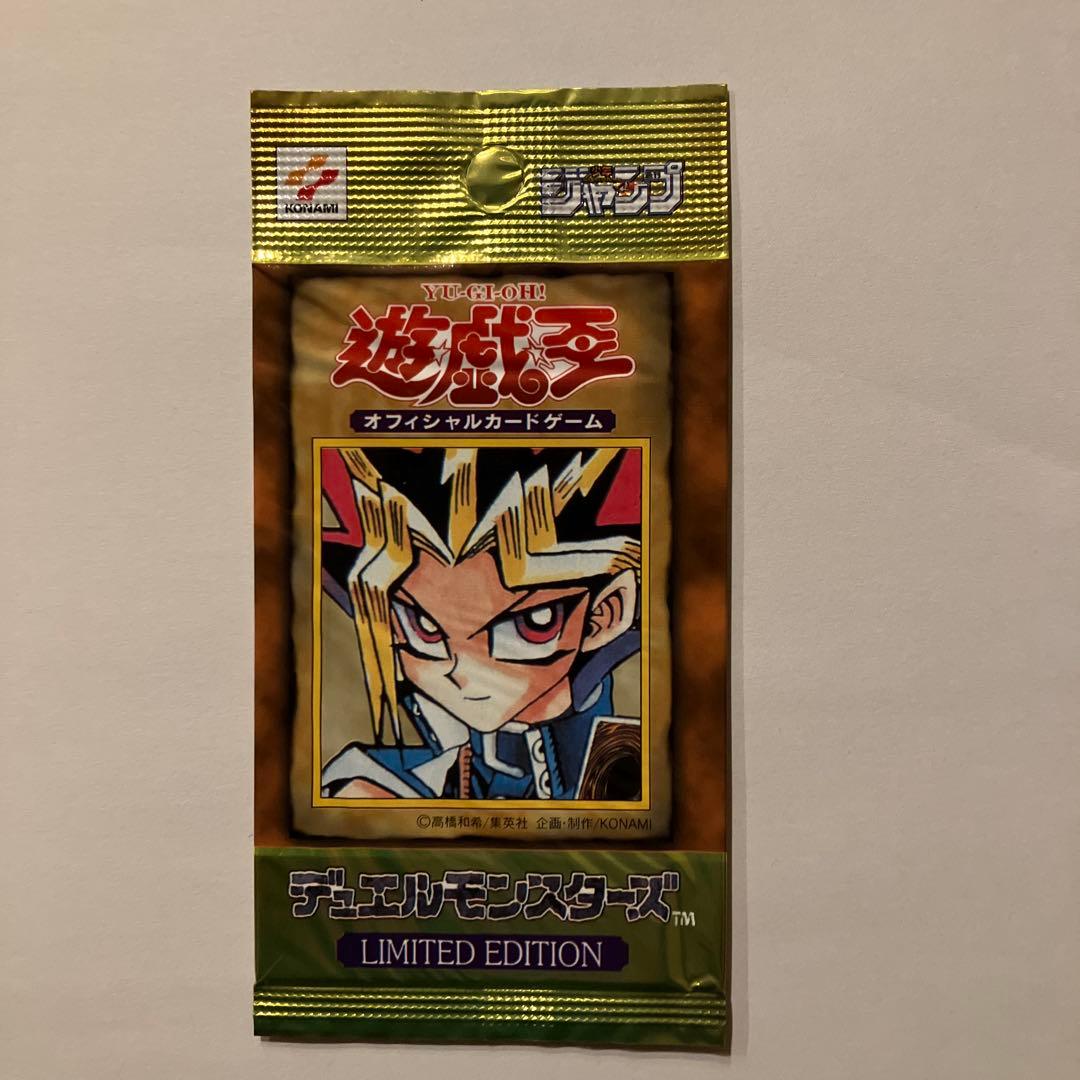 KONAMI
ジャンプ
YU-GI-OH!
遊戯王
オフィシャルカードゲーム
©高橋和希/集英社 企画・制作/KONAMI
デュエルモンスターズ™
LIMITED EDITION